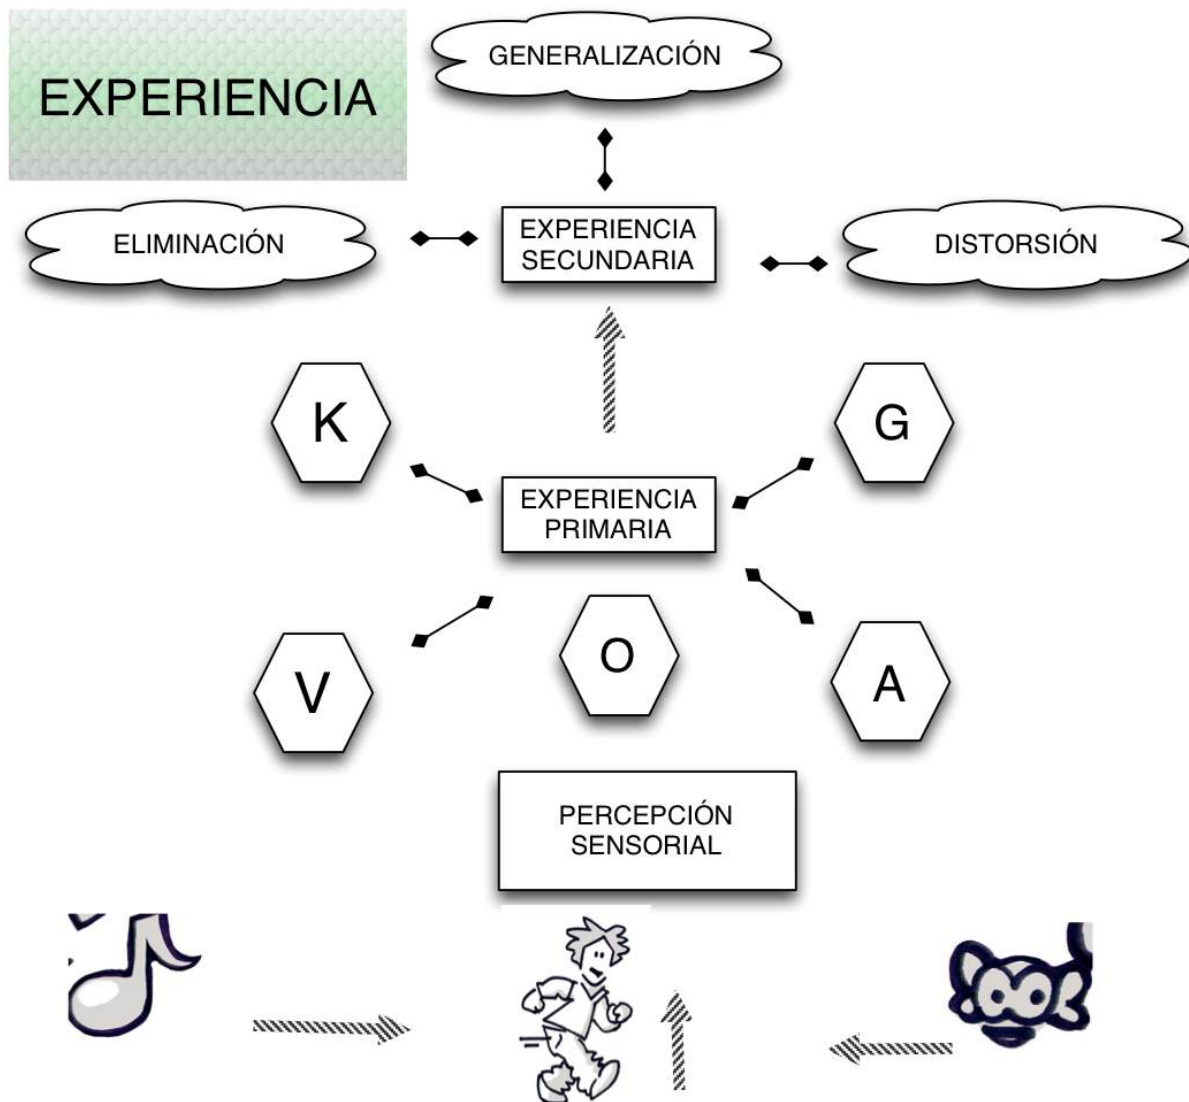 EXPERIENCIA
GENERALIZACIÓN
ELIMINACIÓN
EXPERIENCIA
SECUNDARIA
DISTORSIÓN
K
G
EXPERIENCIA
PRIMARIA
V
O
A
PERCEPCIÓN
SENSORIAL